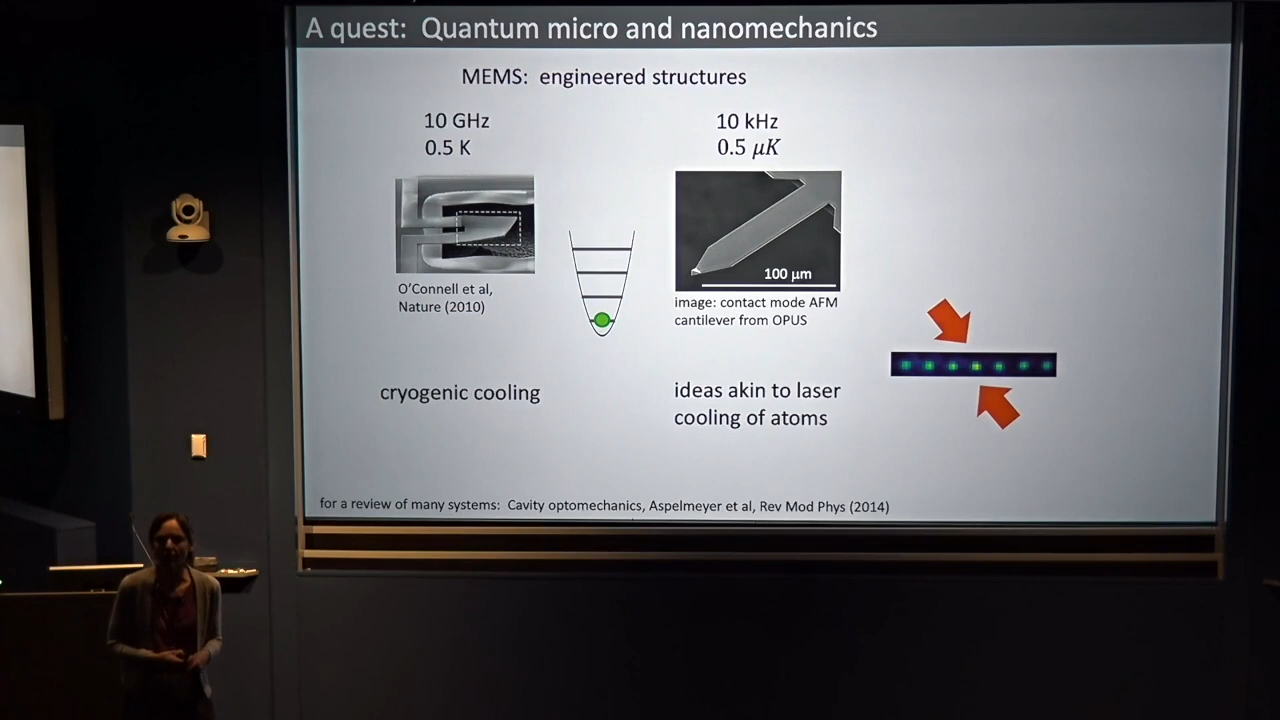 A quest: Quantum micro and nanomechanics
MEMS: engineered structures
10 GHz
0.5 K
10 kHz
0.5 μK
100 μm
O'Connell et al,
Nature (2010)
image: contact mode AFM
cantilever from OPUS
cryogenic cooling
ideas akin to laser
cooling of atoms
for a review of many systems: Cavity optomechanics, Aspelmeyer et al, Rev Mod Phys (2014)